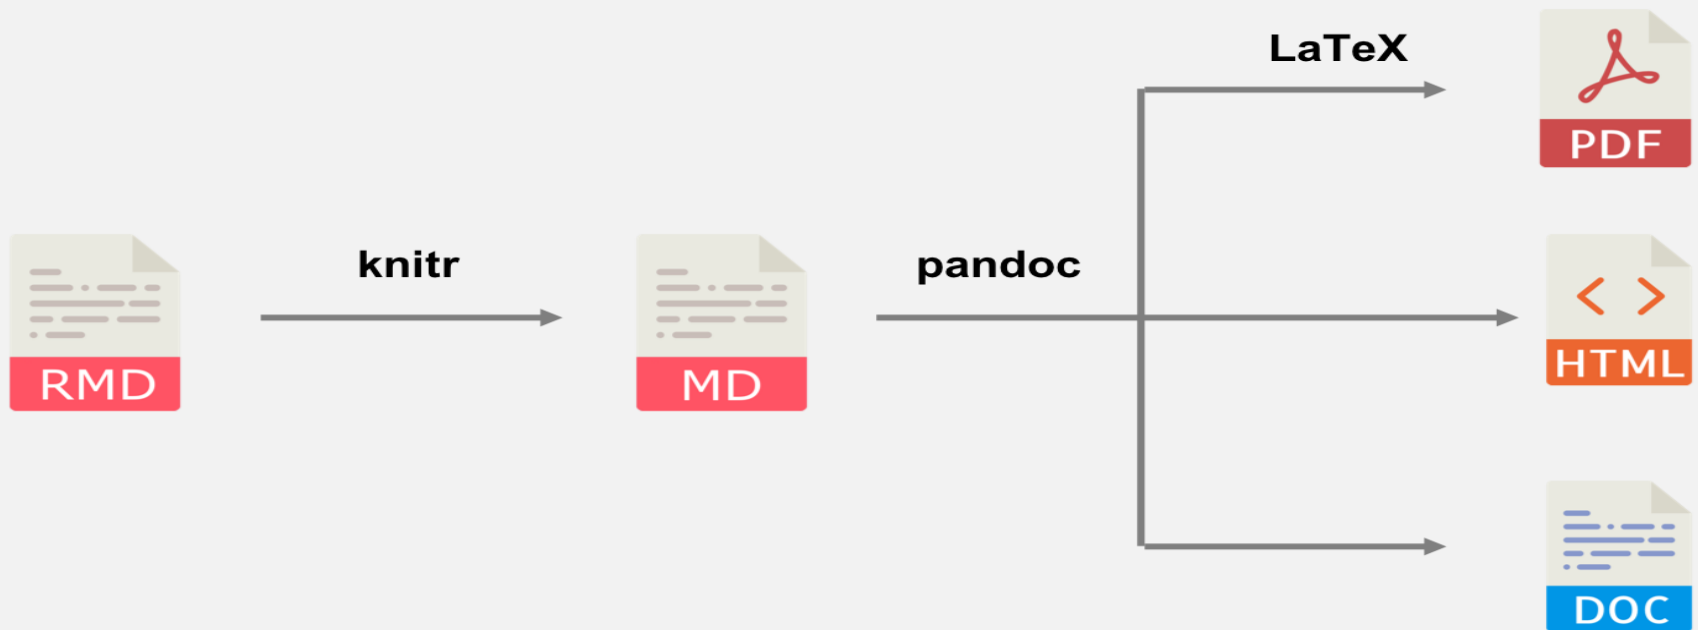 LaTeX
PDF
knitr
pandoc
RMD
MD
< >
HTML
DOC